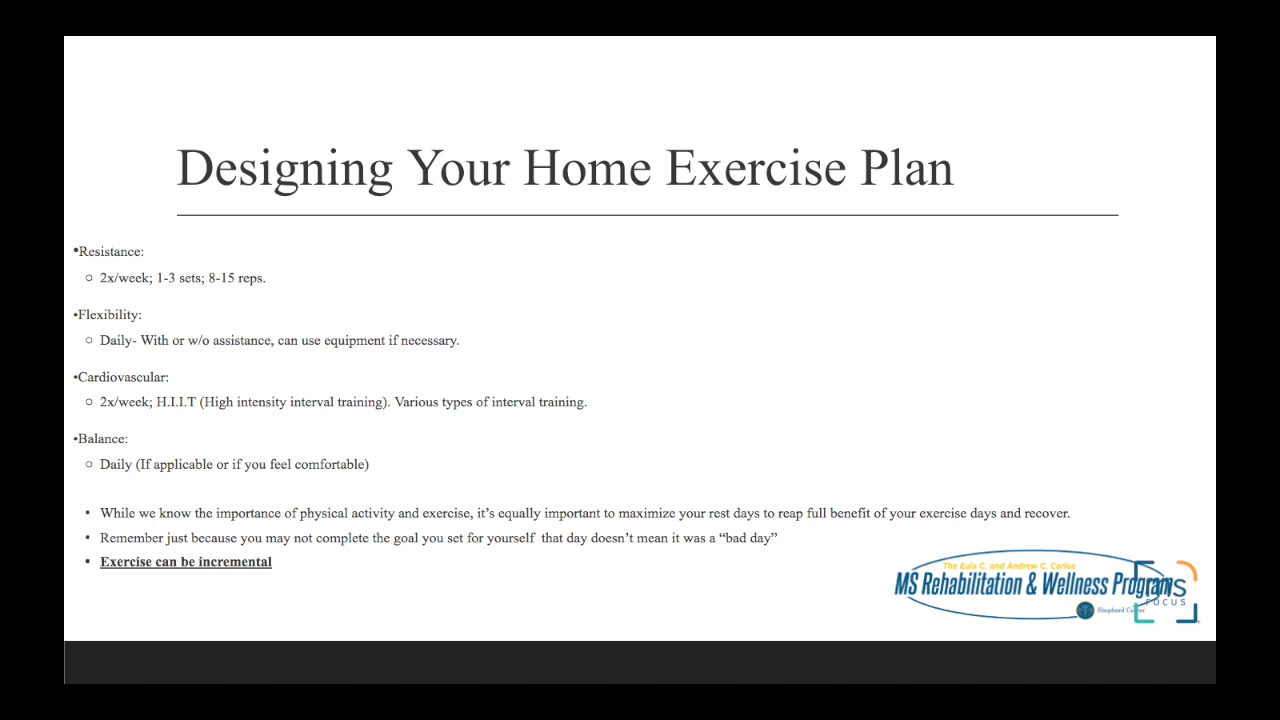 Designing Your Home Exercise Plan
•Resistance:
○ 2x/week; 1-3 sets; 8-15 reps.
•Flexibility:
○ Daily- With or w/o assistance, can use equipment if necessary.
•Cardiovascular:
○ 2x/week; H.I.I.T (High intensity interval training). Various types of interval training.
•Balance:
○ Daily (If applicable or if you feel comfortable)
• While we know the importance of physical activity and exercise, it’s equally important to maximize your rest days to reap full benefit of your exercise days and recover.
• Remember just because you may not complete the goal you set for yourself  that day doesn’t mean it was a “bad day”
• Exercise can be incremental
The Eula C. and Andrew C. Carlos
MS Rehabilitation & Wellness Program
Shepherd Center
MS
FOCUS